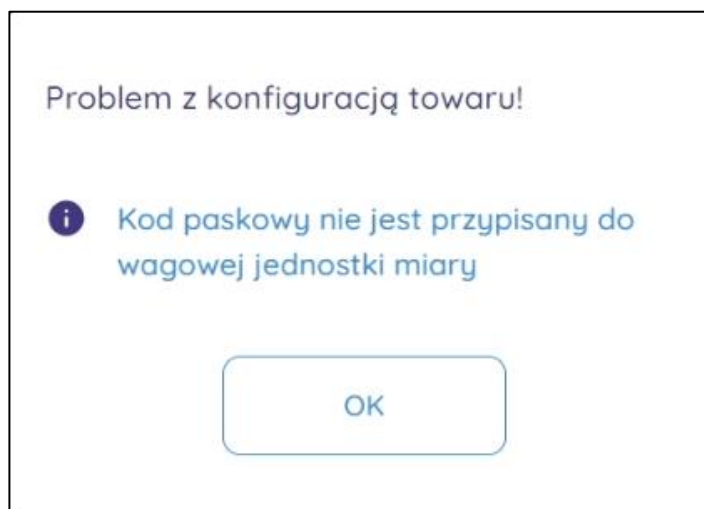 Problem z konfiguracją towaru!
Kod paskowy nie jest przypisany do
wagowej jednostki miary
OK